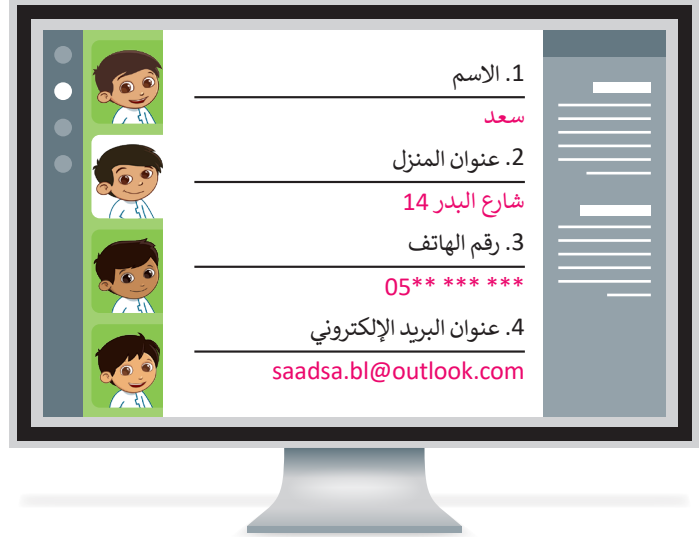 1. الاسم
سعد
2. عنوان المنزل
شارع البدر 14
3. رقم الهاتف
05** *** ***
4. عنوان البريد الإلكتروني
saadsa.bl@outlook.com